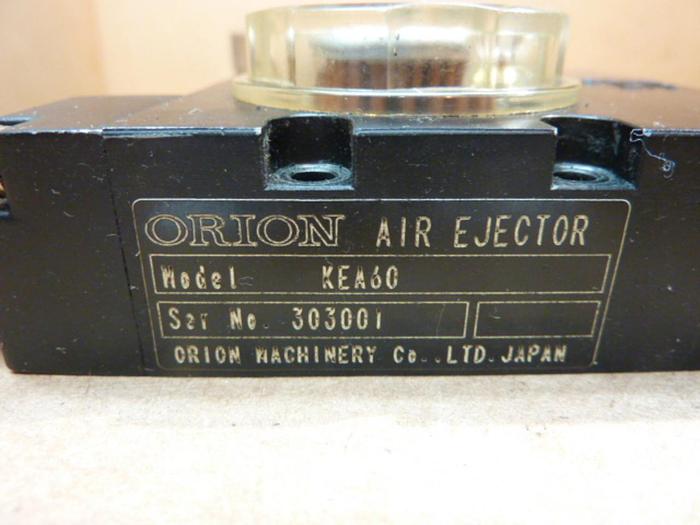 ORION AIR EJECTOR
Model KEA60
Ser No. 303001
ORION MACHINERY Co.,LTD.JAPAN